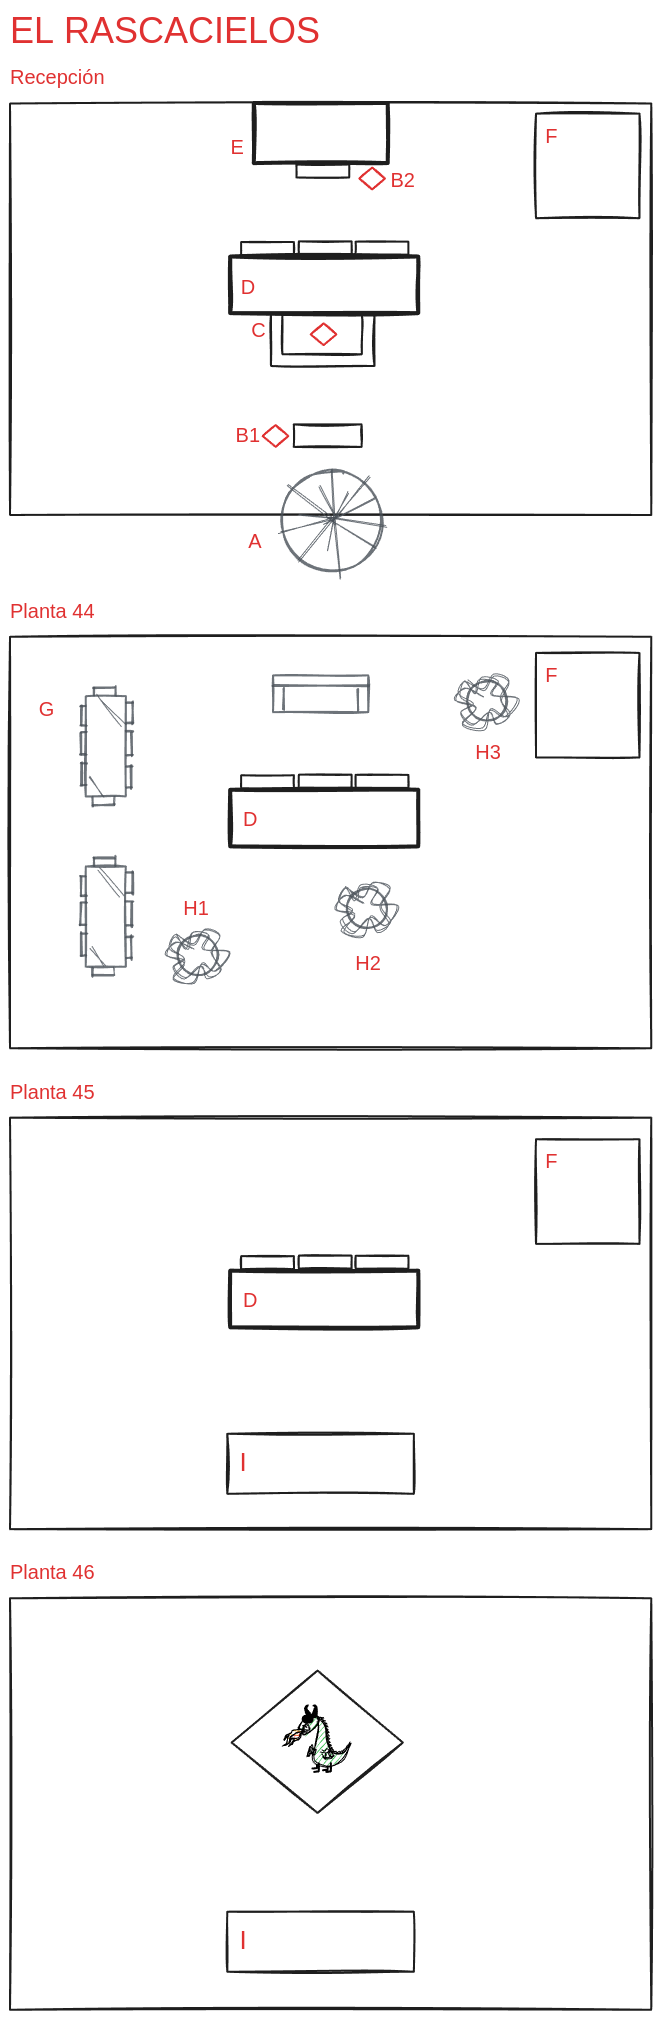 EL RASCACIELOS
Recepción
E
F
B2
D
C
B1
A
Planta 44
F
G
H3
D
H1
H2
Planta 45
F
D
I
Planta 46
I